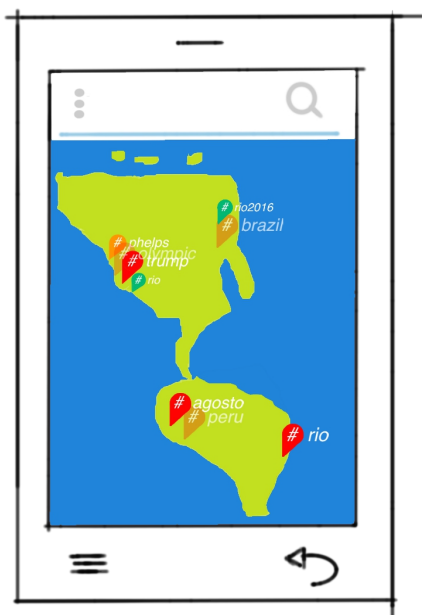 # rio2016
# brazil
# phelps
# olympic
# trump
# rio
# agosto
# peru
# rio